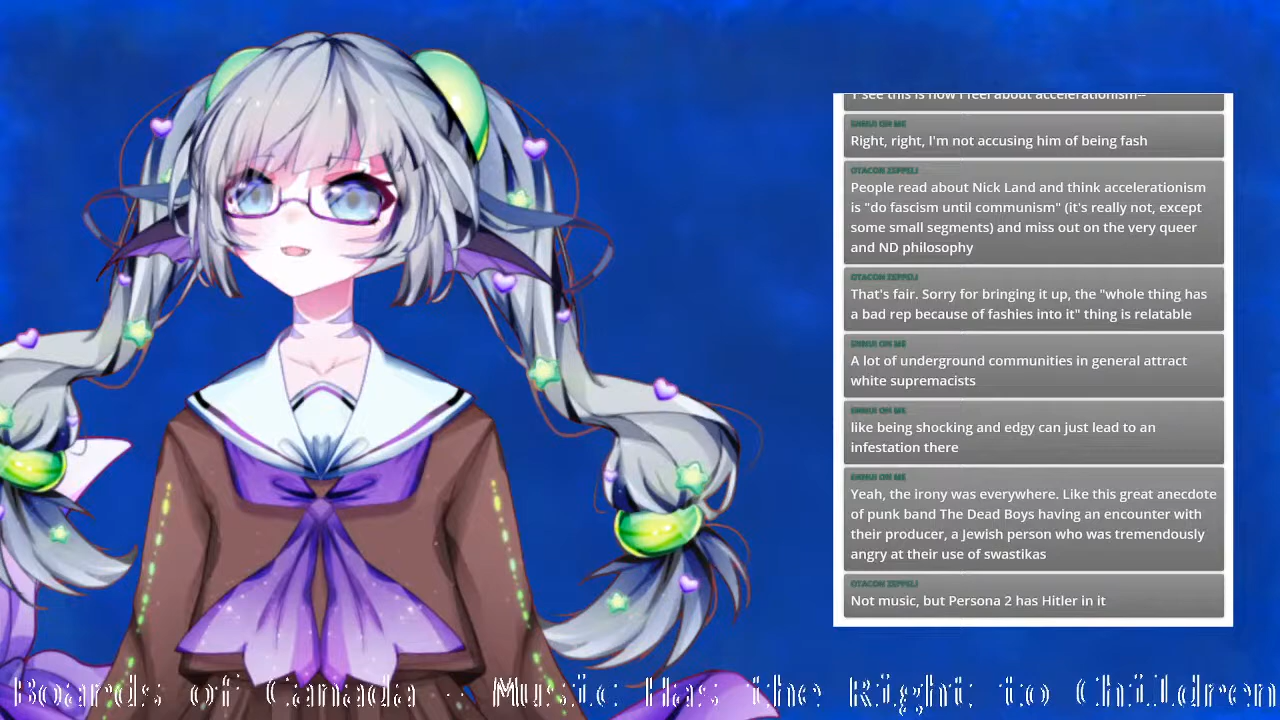 I see this is how I feel about accelerationism--
Right, right, I'm not accusing him of being fash
OTACON ZEPPELI
People read about Nick Land and think accelerationism
is "do fascism until communism" (it's really not, except
some small segments) and miss out on the very queer
and ND philosophy
OTACON ZEPPELI
That's fair. Sorry for bringing it up, the "whole thing has
a bad rep because of fashies into it" thing is relatable
A lot of underground communities in general attract
white supremacists
like being shocking and edgy can just lead to an
infestation there
Yeah, the irony was everywhere. Like this great anecdote
of punk band The Dead Boys having an encounter with
their producer, a Jewish person who was tremendously
angry at their use of swastikas
OTACON ZEPPELI
Not music, but Persona 2 has Hitler in it
Boards of Canada - Music Has the Right to Children